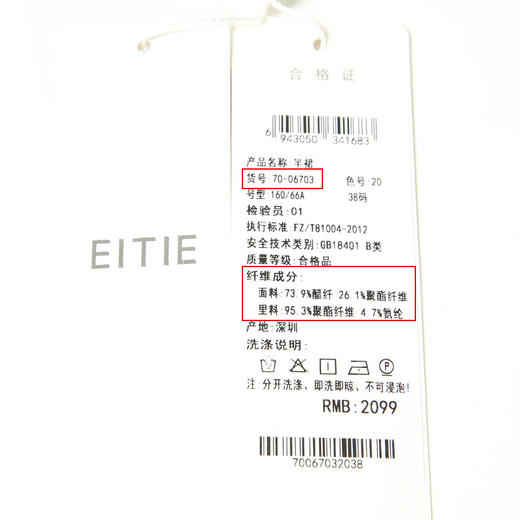 EITIE
合格证
6 943050 341683
产品名称:半裙
货号:70-06703 色号:20
号型:160/66A 38码
检验员:01
执行标准:FZ/T81004-2012
安全技术类别:GB18401 B类
质量等级:合格品
纤维成分:
面料:73.9%醋纤 26.1%聚酯纤维
里料:95.3%聚酯纤维 4.7%氨纶
产地:深圳
洗涤说明:
注:分开洗涤、即洗即晾、不可浸泡!
RMB:2099
70067032038